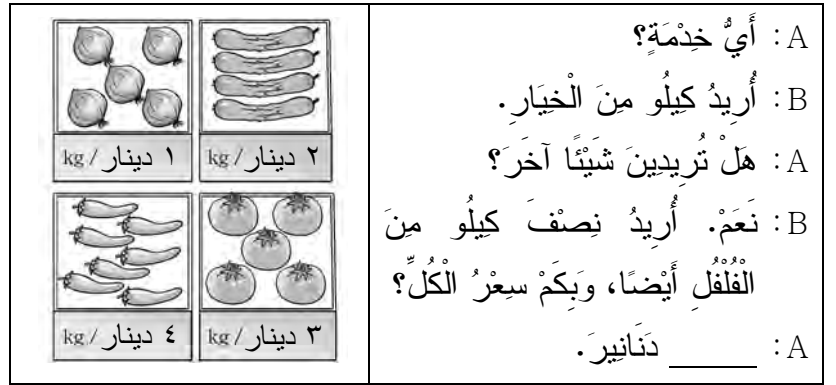 A : أَيُّ خِدْمَةٍ؟
B : أُرِيدُ كِيلُو مِنَ الْخِيَارِ.
A : هَلْ تُرِيدِينَ شَيْئًا آخَرَ؟
B : نَعَمْ. أُرِيدُ نِصْفَ كِيلُو مِنَ
الْفُلْفُلِ أَيْضًا، وَبِكَمْ سِعْرُ الْكُلِّ؟
A : ______ دَنَانِيرَ.
٢ دينار/kg
١ دينار/kg
٣ دينار/kg
٤ دينار/kg